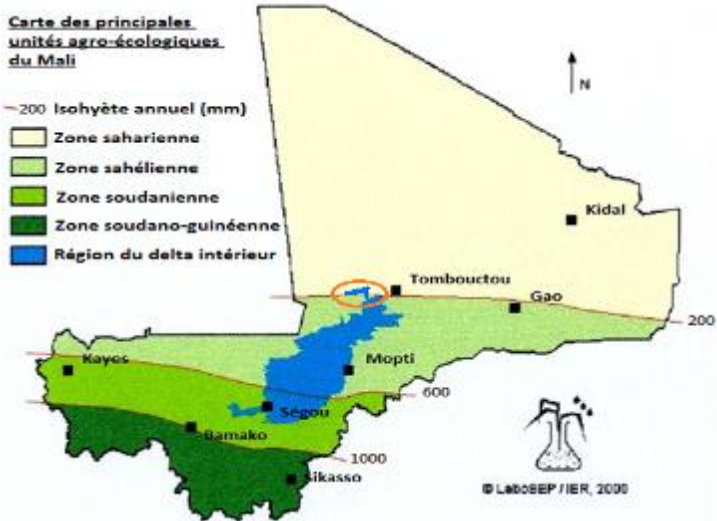 Carte des principales
unités agro-écologiques
du Mali
200 Isohyète annuel (mm)
Zone saharienne
Zone sahélienne
Zone soudanienne
Zone soudano-guinéenne
Région du delta intérieur
N
Kidal
Tombouctou
Gao
200
Kayes
Mopti
600
Ségou
Bamako
1000
Sikasso
© LaboSEP / IER, 2000